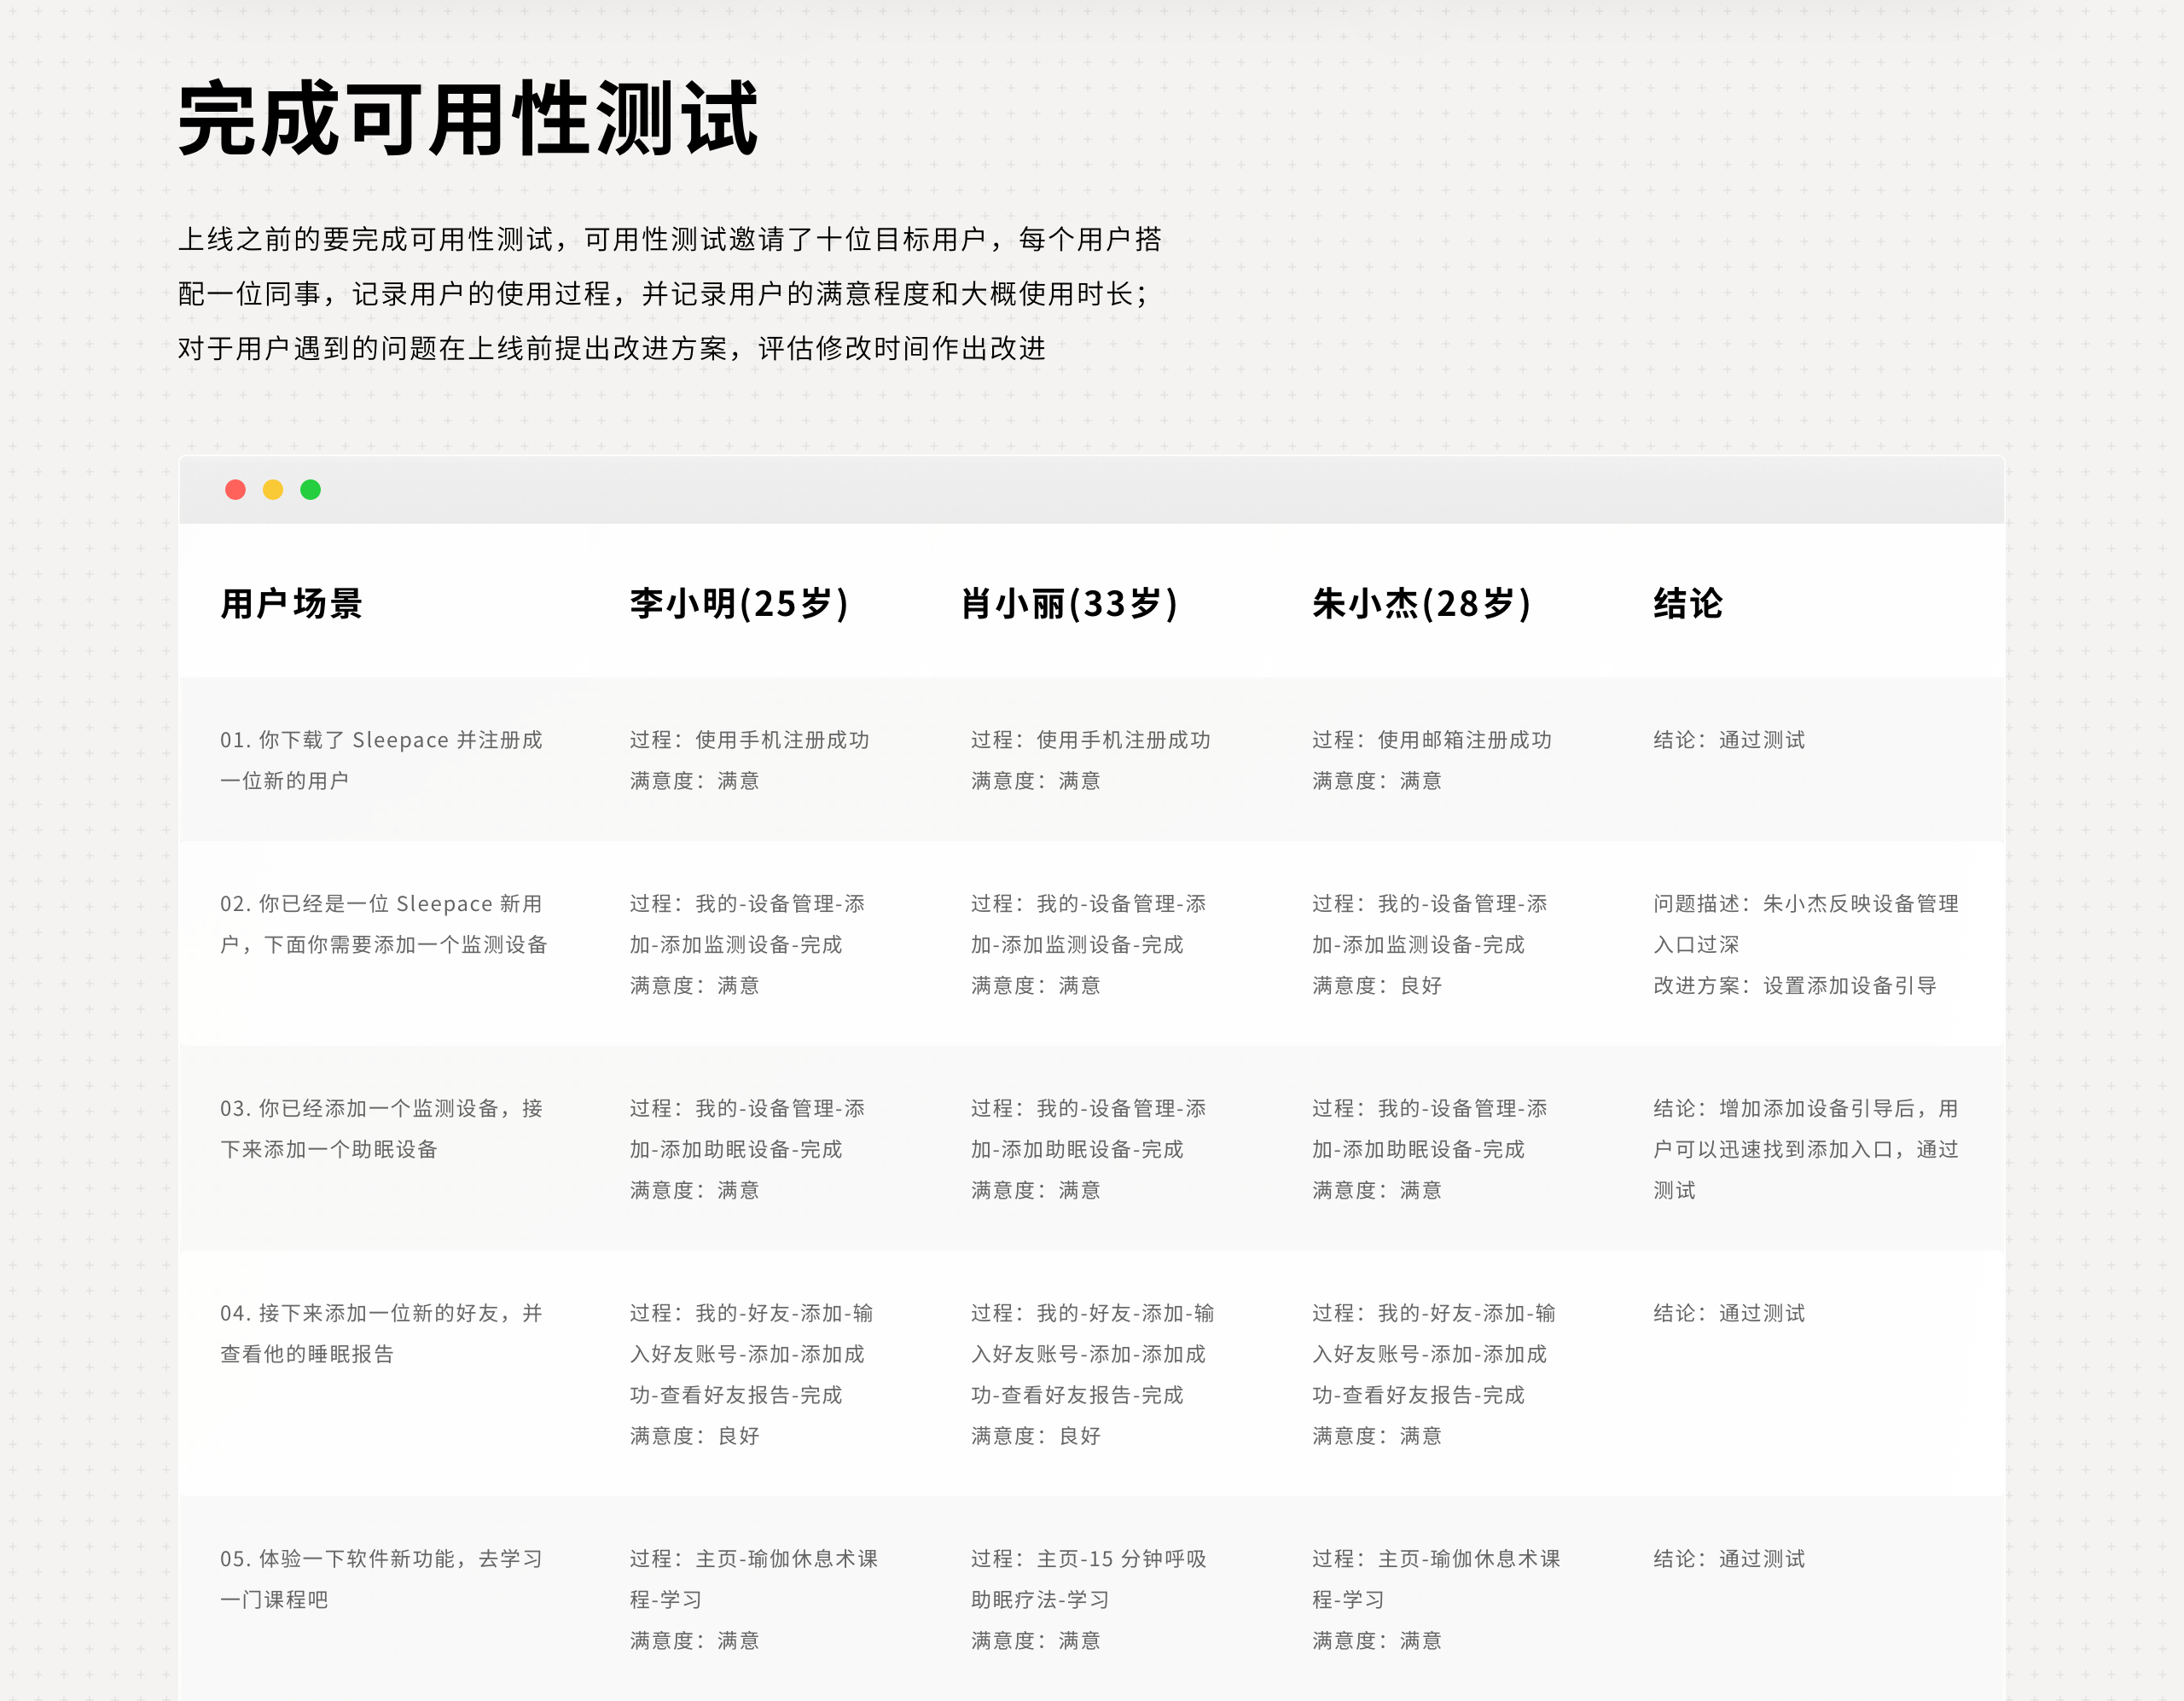 完成可用性测试
上线之前的要完成可用性测试，可用性测试邀请了十位目标用户，每个用户搭
配一位同事，记录用户的使用过程，并记录用户的满意程度和大概使用时长；
对于用户遇到的问题在上线前提出改进方案，评估修改时间作出改进
用户场景
李小明(25岁)
肖小丽(33岁)
朱小杰(28岁)
结论
01. 你下载了 Sleepace 并注册成
一位新的用户
过程：使用手机注册成功
满意度：满意
过程：使用手机注册成功
满意度：满意
过程：使用邮箱注册成功
满意度：满意
结论：通过测试
02. 你已经是一位 Sleepace 新用
户，下面你需要添加一个监测设备
过程：我的-设备管理-添
加-添加监测设备-完成
满意度：满意
过程：我的-设备管理-添
加-添加监测设备-完成
满意度：满意
过程：我的-设备管理-添
加-添加监测设备-完成
满意度：良好
问题描述：朱小杰反映设备管理
入口过深
改进方案：设置添加设备引导
03. 你已经添加一个监测设备，接
下来添加一个助眠设备
过程：我的-设备管理-添
加-添加助眠设备-完成
满意度：满意
过程：我的-设备管理-添
加-添加助眠设备-完成
满意度：满意
过程：我的-设备管理-添
加-添加助眠设备-完成
满意度：满意
结论：增加添加设备引导后，用
户可以迅速找到添加入口，通过
测试
04. 接下来添加一位新的好友，并
查看他的睡眠报告
过程：我的-好友-添加-输
入好友账号-添加-添加成
功-查看好友报告-完成
满意度：良好
过程：我的-好友-添加-输
入好友账号-添加-添加成
功-查看好友报告-完成
满意度：良好
过程：我的-好友-添加-输
入好友账号-添加-添加成
功-查看好友报告-完成
满意度：满意
结论：通过测试
05. 体验一下软件新功能，去学习
一门课程吧
过程：主页-瑜伽休息术课
程-学习
满意度：满意
过程：主页-15 分钟呼吸
助眠疗法-学习
满意度：满意
过程：主页-瑜伽休息术课
程-学习
满意度：满意
结论：通过测试